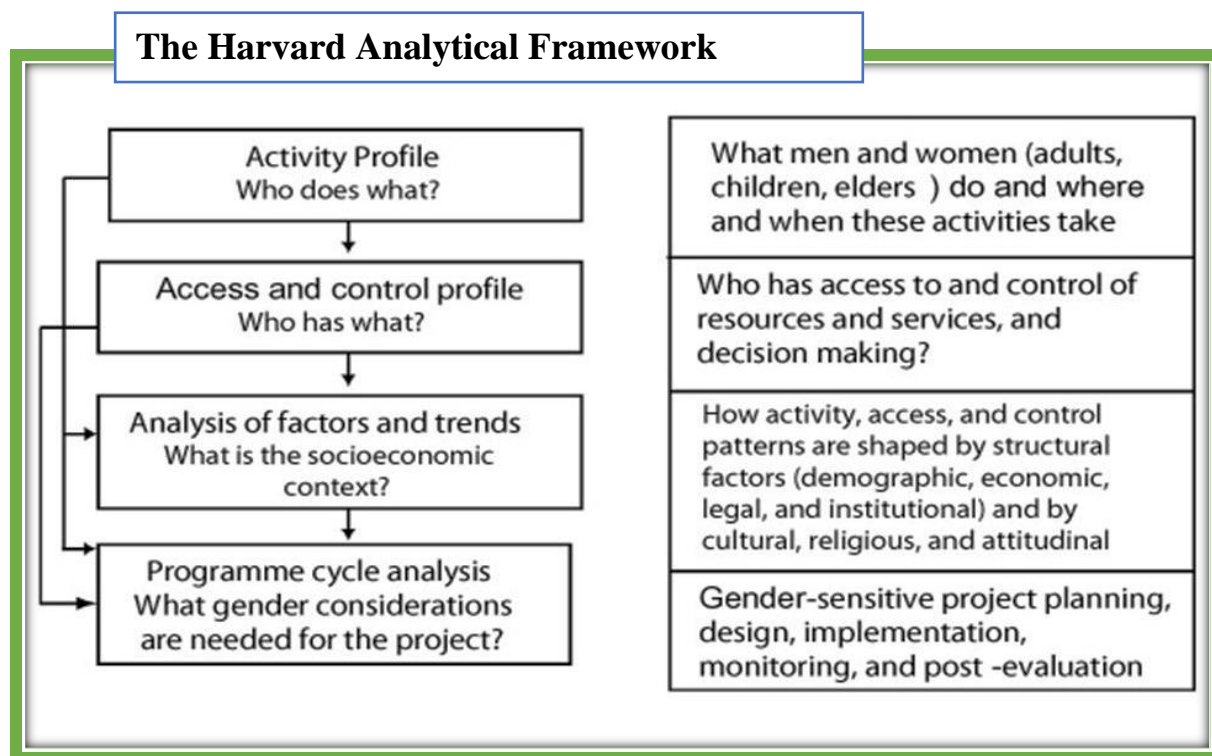 The Harvard Analytical Framework
Activity Profile
Who does what?
Access and control profile
Who has what?
Analysis of factors and trends
What is the socioeconomic
context?
Programme cycle analysis
What gender considerations
are needed for the project?
What men and women (adults,
children, elders ) do and where
and when these activities take
Who has access to and control of
resources and services, and
decision making?
How activity, access, and control
patterns are shaped by structural
factors (demographic, economic,
legal, and institutional) and by
cultural, religious, and attitudinal
Gender-sensitive project planning,
design, implementation,
monitoring, and post -evaluation